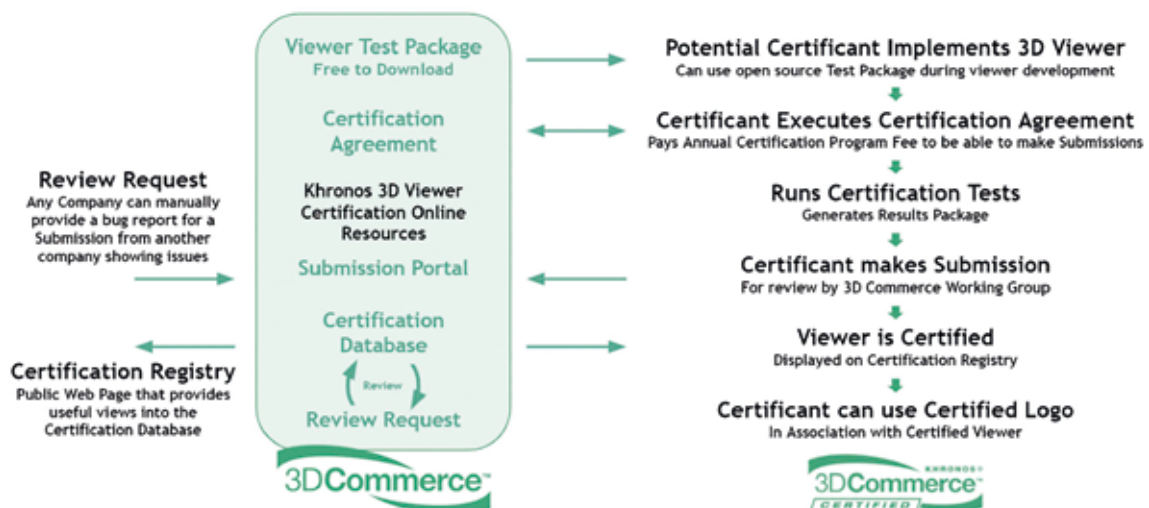 Viewer Test Package
Free to Download
Certification
Agreement
Khronos 3D Viewer
Certification Online
Resources
Submission Portal
Certification
Database
Review
Review Request
3DCommerce™
Review Request
Any Company can manually
provide a bug report for a
Submission from another
company showing issues
Certification Registry
Public Web Page that provides
useful views into the
Certification Database
Potential Certificant Implements 3D Viewer
Can use open source Test Package during viewer development
Certificant Executes Certification Agreement
Pays Annual Certification Program Fee to be able to make Submissions
Runs Certification Tests
Generates Results Package
Certificant makes Submission
For review by 3D Commerce Working Group
Viewer is Certified
Displayed on Certification Registry
Certificant can use Certified Logo
In Association with Certified Viewer
KHRONOS®
3DCommerce™
CERTIFIED